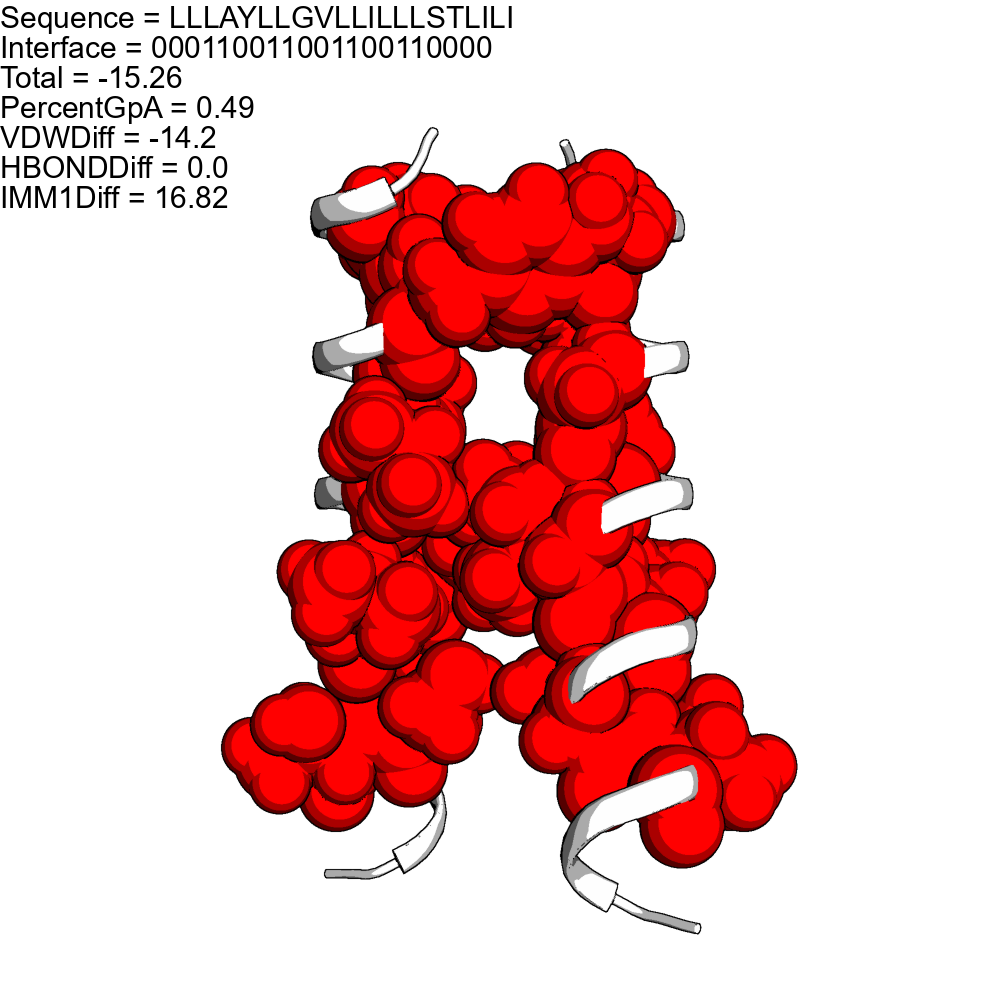 Sequence = LLLAYLLGVLLILLLSTLILI
Interface = 000110011001100110000
Total = -15.26
PercentGpA = 0.49
VDWDiff = -14.2
HBONDDiff = 0.0
IMM1Diff = 16.82